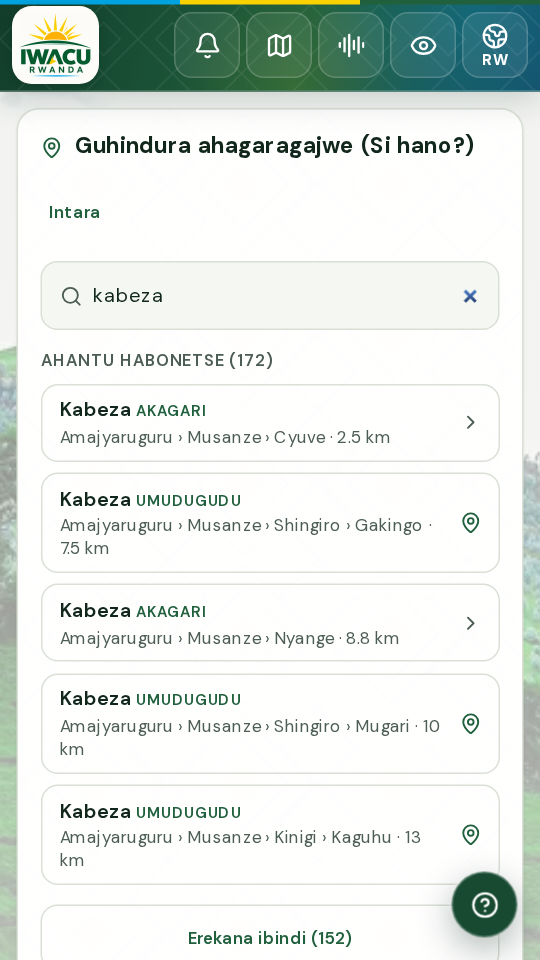 IWACU
RWANDA
RW
Guhindura ahagaragajwe (Si hano?)
Intara
kabeza
AHANTU HABONETSE (172)
Kabeza AKAGARI
Amajyaruguru › Musanze › Cyuve · 2.5 km
Kabeza UMUDUGUDU
Amajyaruguru › Musanze › Shingiro › Gakingo ·
7.5 km
Kabeza AKAGARI
Amajyaruguru › Musanze › Nyange · 8.8 km
Kabeza UMUDUGUDU
Amajyaruguru › Musanze › Shingiro › Mugari · 10
km
Kabeza UMUDUGUDU
Amajyaruguru › Musanze › Kinigi › Kaguhu · 13
km
Erekana ibindi (152)